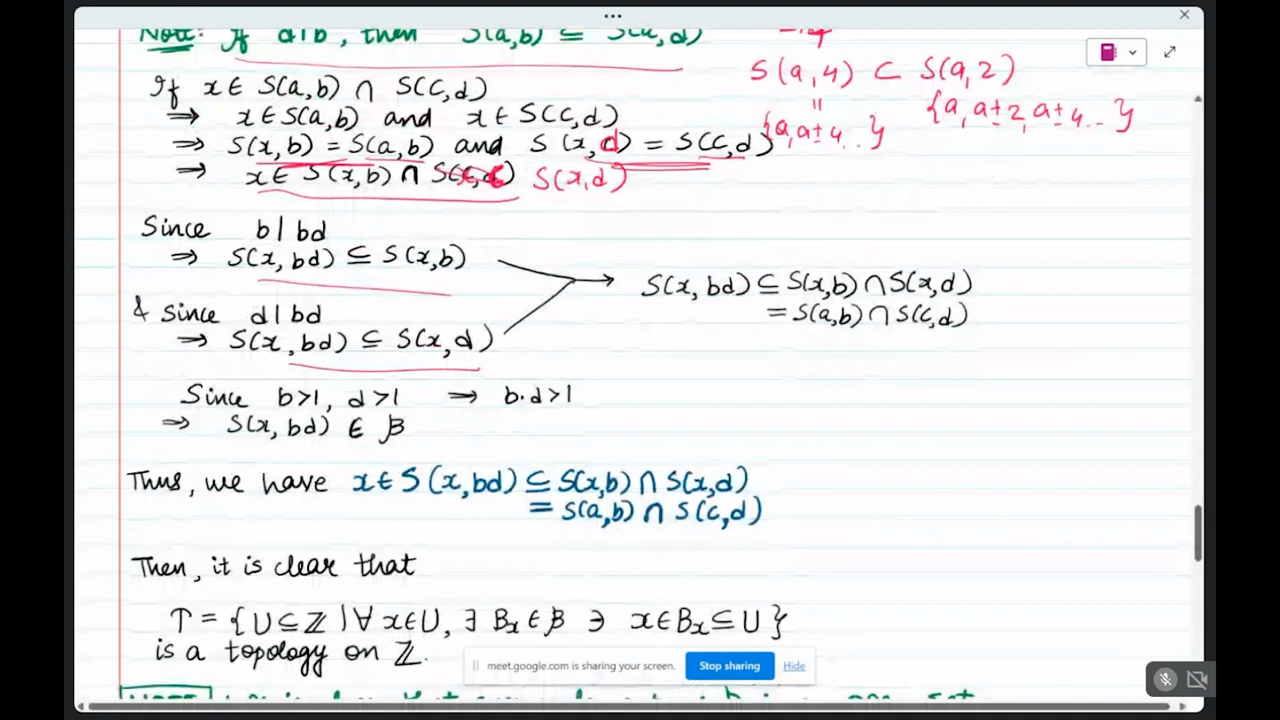 Note: If d|b, then S(a,b) ⊆ S(a,d)
If x ∈ S(a,b) ∩ S(c,d)
⇒ x ∈ S(a,b) and x ∈ S(c,d)
⇒ S(x,b) = S(a,b) and S(x,d) = S(c,d)
⇒ x ∈ S(x,b) ∩ S(x,d)
S(a,4) ⊂ S(a,2)
"
{a, a±4, ..} {a, a±2, a±4, ...}
Since b | bd
⇒ S(x, bd) ⊆ S(x,b)
& Since d | bd
⇒ S(x, bd) ⊆ S(x,d)
S(x, bd) ⊆ S(x,b) ∩ S(x,d)
= S(a,b) ∩ S(c,d)
Since b>1, d>1 ⇒ b·d>1
⇒ S(x, bd) ∈ β
Thus, we have x ∈ S(x, bd) ⊆ S(x,b) ∩ S(x,d)
= S(a,b) ∩ S(c,d)
Then, it is clear that
τ = {U ⊆ ℤ | ∀ x ∈ U, ∃ Bx ∈ β ∋ x ∈ Bx ⊆ U}
is a topology on ℤ.
meet.google.com is sharing your screen. Stop sharing Hide